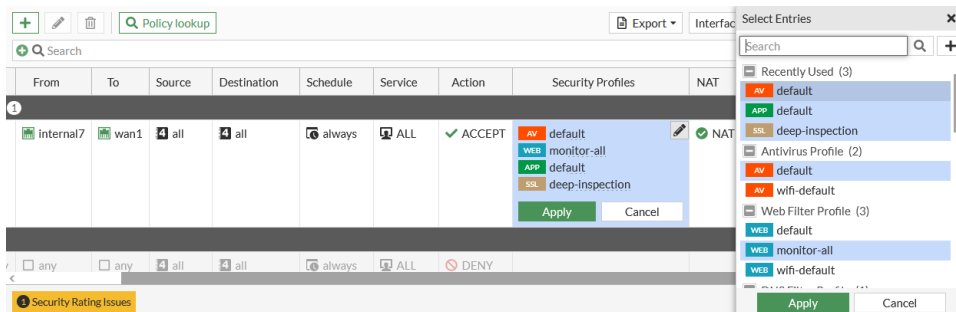 Policy lookup
Export
Interfac
Search
From To Source Destination Schedule Service Action Security Profiles NAT
1
internal7 wan1 4 all 4 all always ALL ACCEPT AV default NAT
WEB monitor-all
APP default
SSL deep-inspection
Apply Cancel
any any 4 all 4 all always ALL DENY
1 Security Rating Issues
Select Entries
Search
Recently Used (3)
AV default
APP default
SSL deep-inspection
Antivirus Profile (2)
AV default
AV wifi-default
Web Filter Profile (3)
WEB default
WEB monitor-all
WEB wifi-default
Apply Cancel